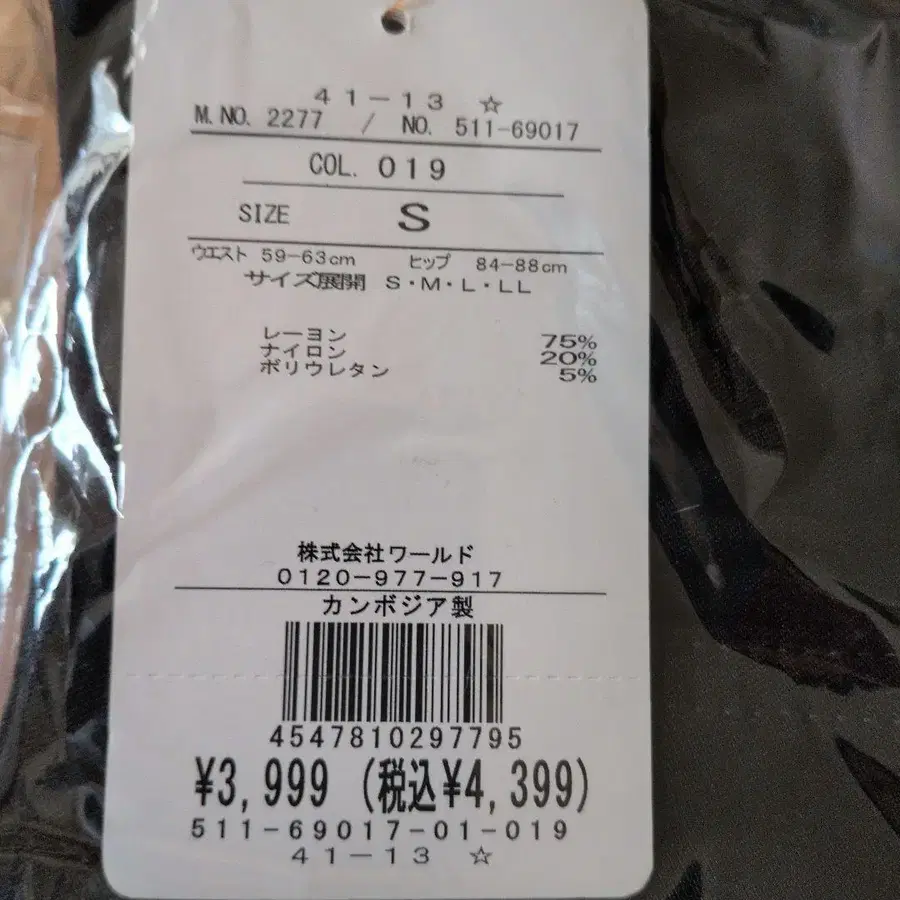 41-13 ☆
M.NO. 2277 / NO. 511-69017
COL. 019
SIZE S
ウエスト 59-63cm ヒップ 84-88cm
サイズ展開 S・M・L・LL
レーヨン 75%
ナイロン 20%
ポリウレタン 5%
株式会社ワールド
0120-977-917
カンボジア製
4547810297795
¥3,999 (税込¥4,399)
511-69017-01-019
41-13 ☆